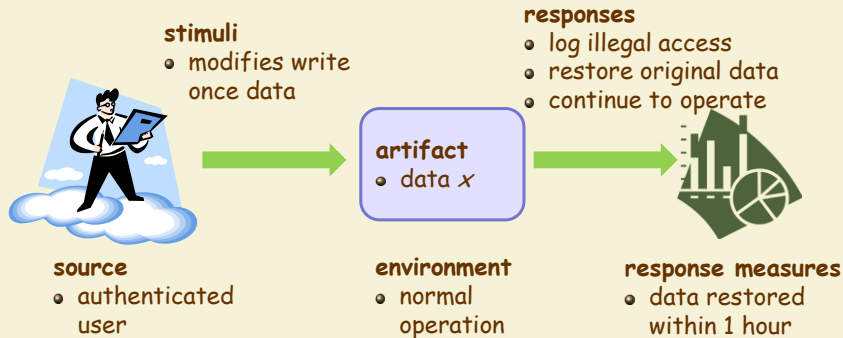 stimuli
modifies write
once data
responses
log illegal access
restore original data
continue to operate
artifact
data x
source
authenticated
user
environment
normal
operation
response measures
data restored
within 1 hour